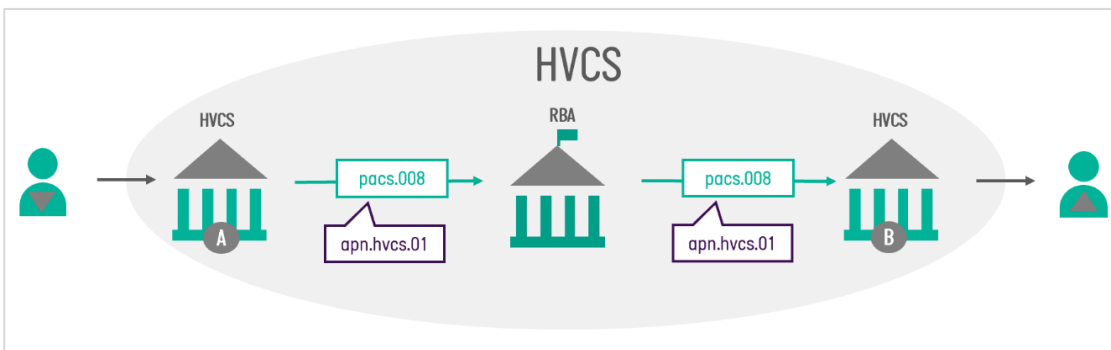 HVCS
HVCS
RBA
HVCS
pacs.008
pacs.008
A
B
apn.hvcs.01
apn.hvcs.01